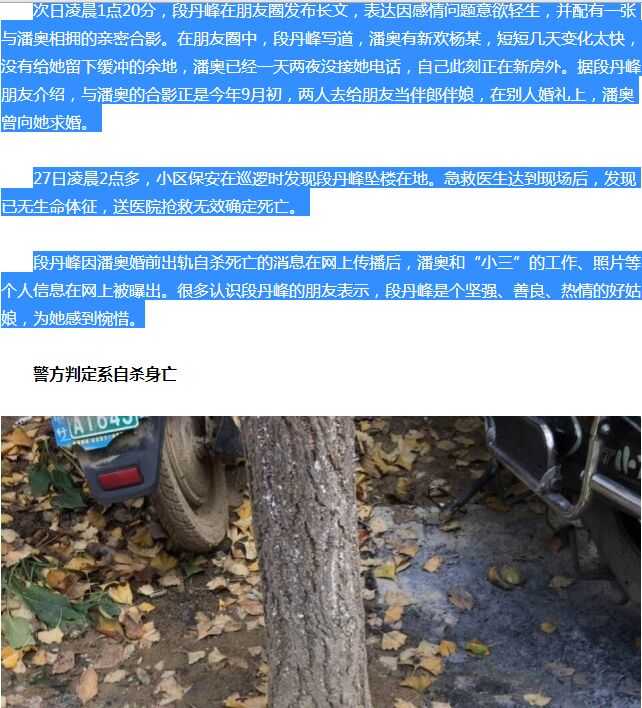 次日凌晨1点20分，段丹峰在朋友圈发布长文，表达因感情问题意欲轻生，并配有一张
与潘奥相拥的亲密合影。在朋友圈中，段丹峰写道，潘奥有新欢杨某，短短几天变化太快，
没有给她留下缓冲的余地，潘奥已经一天两夜没接她电话，自己此刻正在新房外。据段丹峰
朋友介绍，与潘奥的合影正是今年9月初，两人去给朋友当伴郎伴娘，在别人婚礼上，潘奥
曾向她求婚。
27日凌晨2点多，小区保安在巡逻时发现段丹峰坠楼在地。急救医生达到现场后，发现
已无生命体征，送医院抢救无效确定死亡。
段丹峰因潘奥婚前出轨自杀死亡的消息在网上传播后，潘奥和“小三”的工作、照片等
个人信息在网上被曝出。很多认识段丹峰的朋友表示，段丹峰是个坚强、善良、热情的好姑
娘，为她感到惋惜。
警方判定系自杀身亡